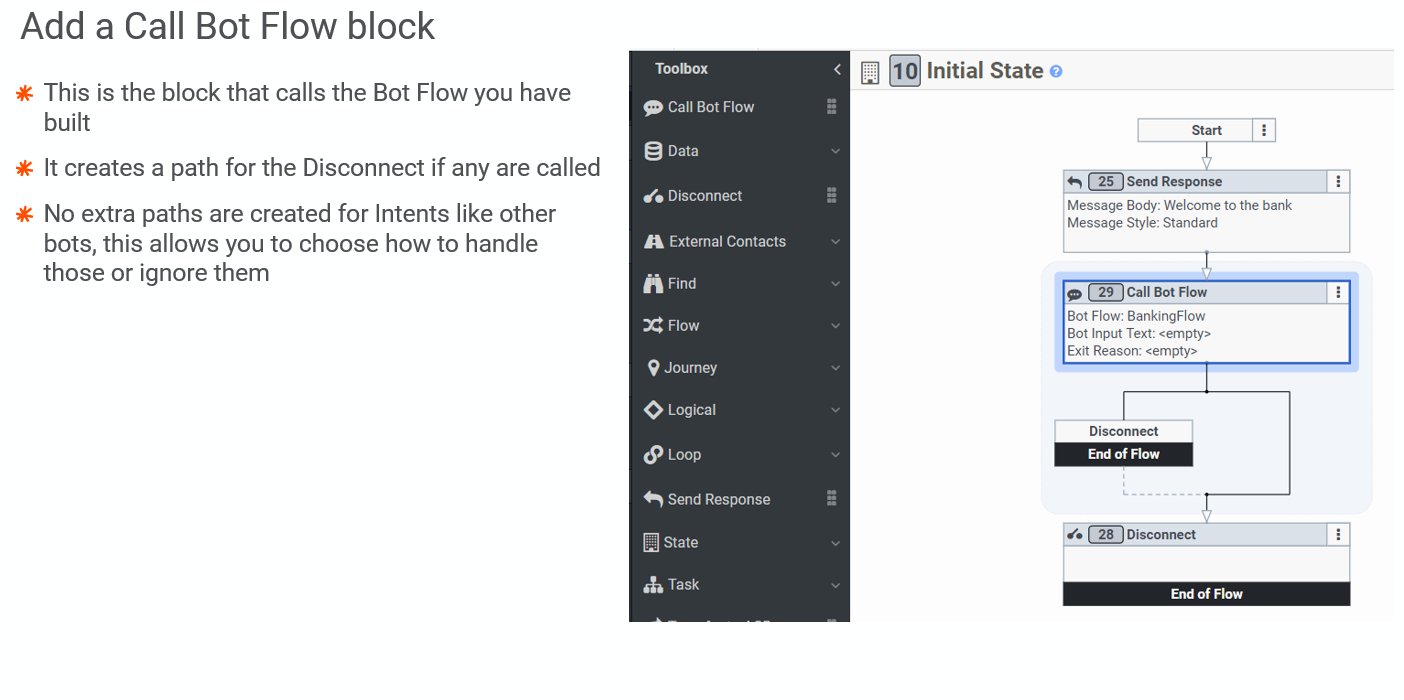 Add a Call Bot Flow block
This is the block that calls the Bot Flow you have
built
It creates a path for the Disconnect if any are called
No extra paths are created for Intents like other
bots, this allows you to choose how to handle
those or ignore them
Toolbox
Call Bot Flow
Data
Disconnect
External Contacts
Find
Flow
Journey
Logical
Loop
Send Response
State
Task
10 Initial State ?
Start
25 Send Response
Message Body: Welcome to the bank
Message Style: Standard
29 Call Bot Flow
Bot Flow: BankingFlow
Bot Input Text: <empty>
Exit Reason: <empty>
Disconnect
End of Flow
28 Disconnect
End of Flow